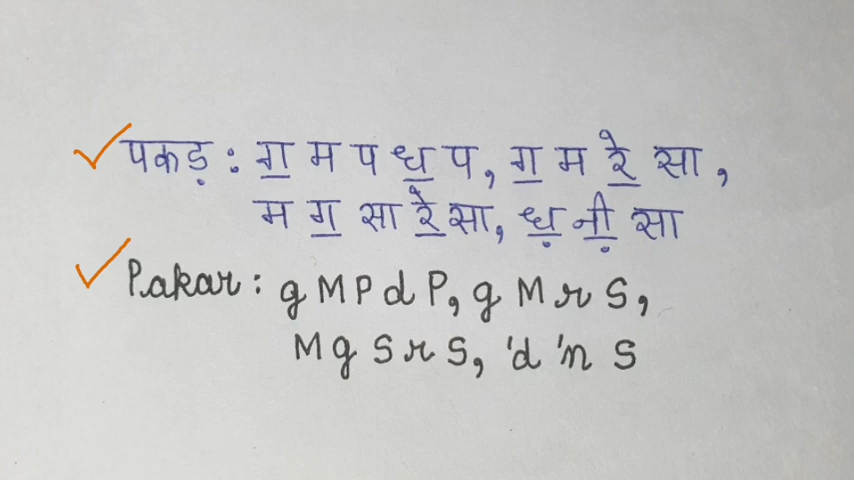 पकड़ : ग॒ म प ध॒ प, ग॒ म रे॒ सा,
म ग॒ सा रे॒ सा, ध़॒ नी़॒ सा
Pakar : g M P d P, g M r S,
M g S r S, 'd 'n S